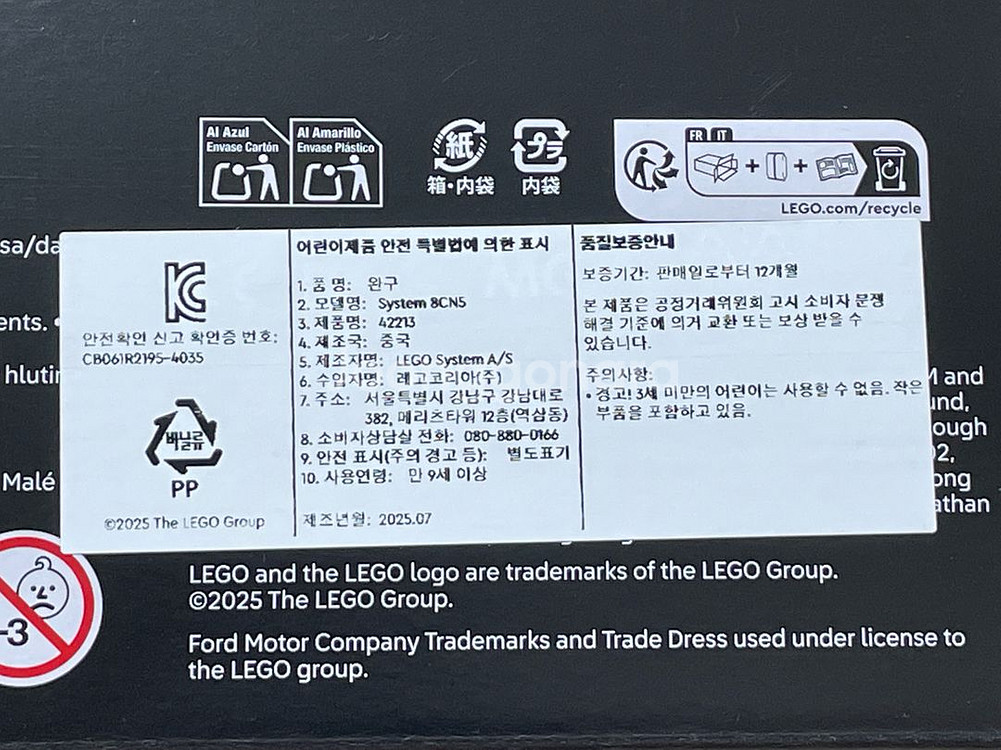 Al Azul
Envase Cartón
Al Amarillo
Envase Plástico
紙
箱・内袋
プラ
内袋
FR IT
+ +
LEGO.com/recycle
sa/da
ents. •
hlutir
Malé
KC
안전확인 신고 확인증 번호:
CB061R2195-4035
비닐류
PP
©2025 The LEGO Group
어린이제품 안전 특별법에 의한 표시
1. 품 명: 완구
2. 모델명: System 8CN5
3. 제품명: 42213
4. 제조국: 중국
5. 제조자명: LEGO System A/S
6. 수입자명: 레고코리아(주)
7. 주소: 서울특별시 강남구 강남대로
382, 메리츠타워 12층(역삼동)
8. 소비자상담실 전화: 080-880-0166
9. 안전 표시(주의 경고 등): 별도표기
10. 사용연령: 만 9세 이상
제조년월: 2025.07
품질보증안내
보증기간: 판매일로부터 12개월
본 제품은 공정거래위원회 고시 소비자 분쟁
해결 기준에 의거 교환 또는 보상 받을 수
있습니다.
주의사항:
• 경고! 3세 미만의 어린이는 사용할 수 없음. 작은
부품을 포함하고 있음.
M and
und,
ough
02,
ong
athan
-3
LEGO and the LEGO logo are trademarks of the LEGO Group.
©2025 The LEGO Group.
Ford Motor Company Trademarks and Trade Dress used under license to
the LEGO group.